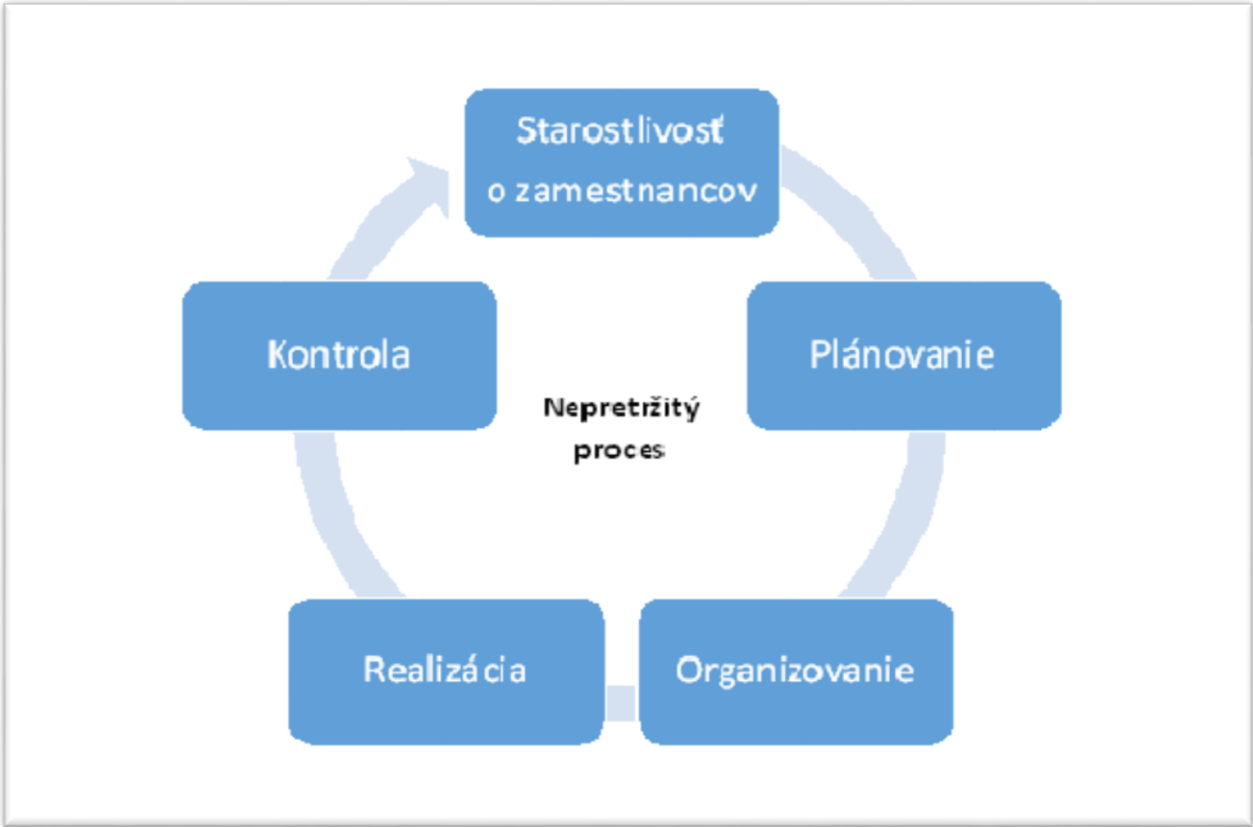 Starostlivosť
o zamestnancov
Kontrola
Plánovanie
Nepretržitý
proces
Realizácia
Organizovanie